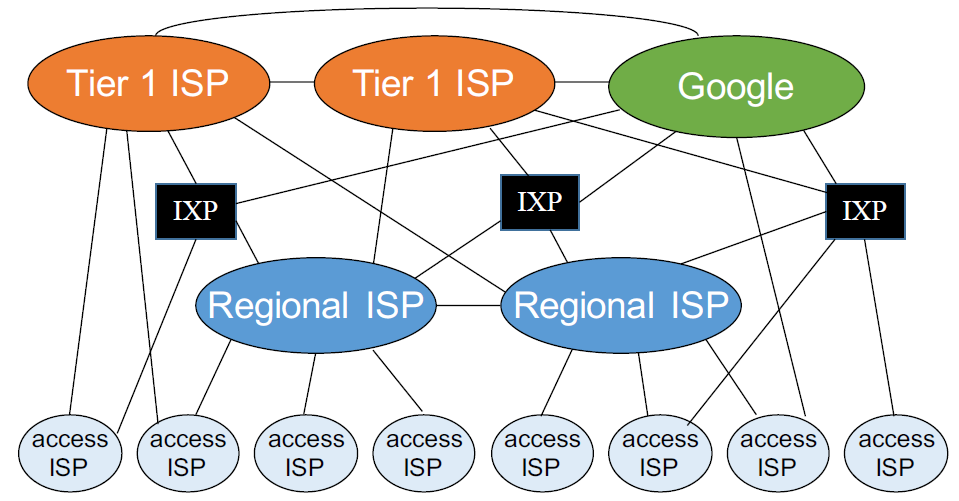 Tier 1 ISP
Tier 1 ISP
Google
IXP
IXP
IXP
Regional ISP
Regional ISP
access
ISP
access
ISP
access
ISP
access
ISP
access
ISP
access
ISP
access
ISP
access
ISP